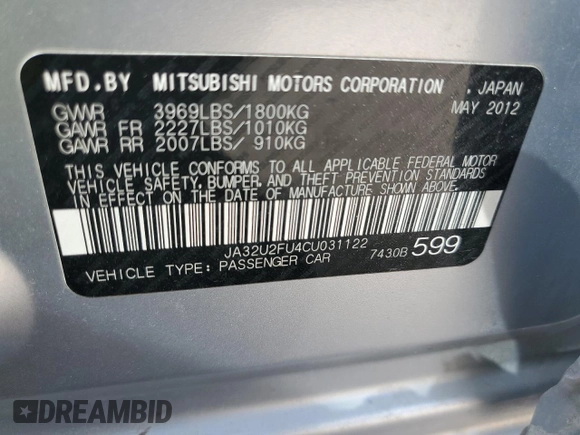 MFD.BY MITSUBISHI MOTORS CORPORATION . JAPAN
GVWR 3969LBS/1800KG MAY 2012
GAWR FR 2227LBS/1010KG
GAWR RR 2007LBS/ 910KG
THIS VEHICLE CONFORMS TO ALL APPLICABLE FEDERAL MOTOR
VEHICLE SAFETY, BUMPER, AND THEFT PREVENTION STANDARDS
IN EFFECT ON THE DATE OF MANUFACTURE SHOWN ABOVE.
JA32U2FU4CU031122
VEHICLE TYPE: PASSENGER CAR 7430B 599
DREAMBID